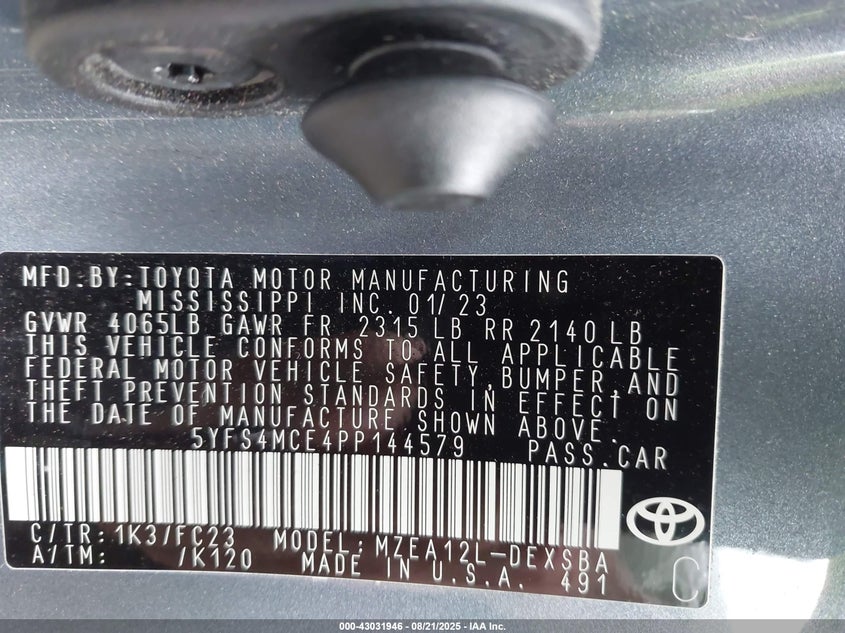 MFD.BY:TOYOTA MOTOR MANUFACTURING
MISSISSIPPI INC. 01/23
GVWR 4065LB GAWR FR 2315 LB RR 2140 LB
THIS VEHICLE CONFORMS TO ALL APPLICABLE
FEDERAL MOTOR VEHICLE SAFETY, BUMPER, AND
THEFT PREVENTION STANDARDS IN EFFECT ON
THE DATE OF MANUFACTURE SHOWN ABOVE.
5YFS4MCE4PP144579 PASS.CAR
C/TR: 1K3/FC23 MODEL: MZEA12L-DEXSBA
A/TM: /K120 MADE IN U.S.A. 491 C
000-43031946 - 08/21/2025 - IAA Inc.